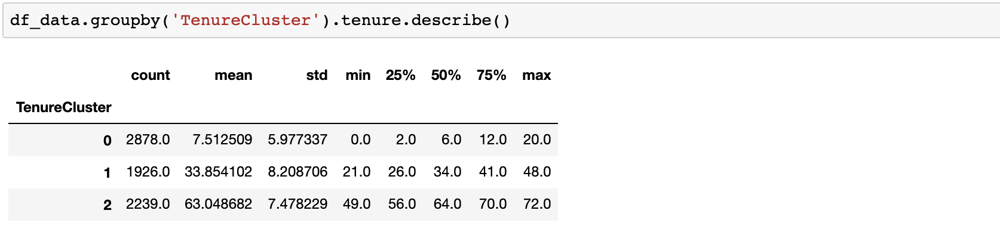 df_data.groupby('TenureCluster').tenure.describe()
count mean std min 25% 50% 75% max
TenureCluster
0 2878.0 7.512509 5.977337 0.0 2.0 6.0 12.0 20.0
1 1926.0 33.854102 8.208706 21.0 26.0 34.0 41.0 48.0
2 2239.0 63.048682 7.478229 49.0 56.0 64.0 70.0 72.0